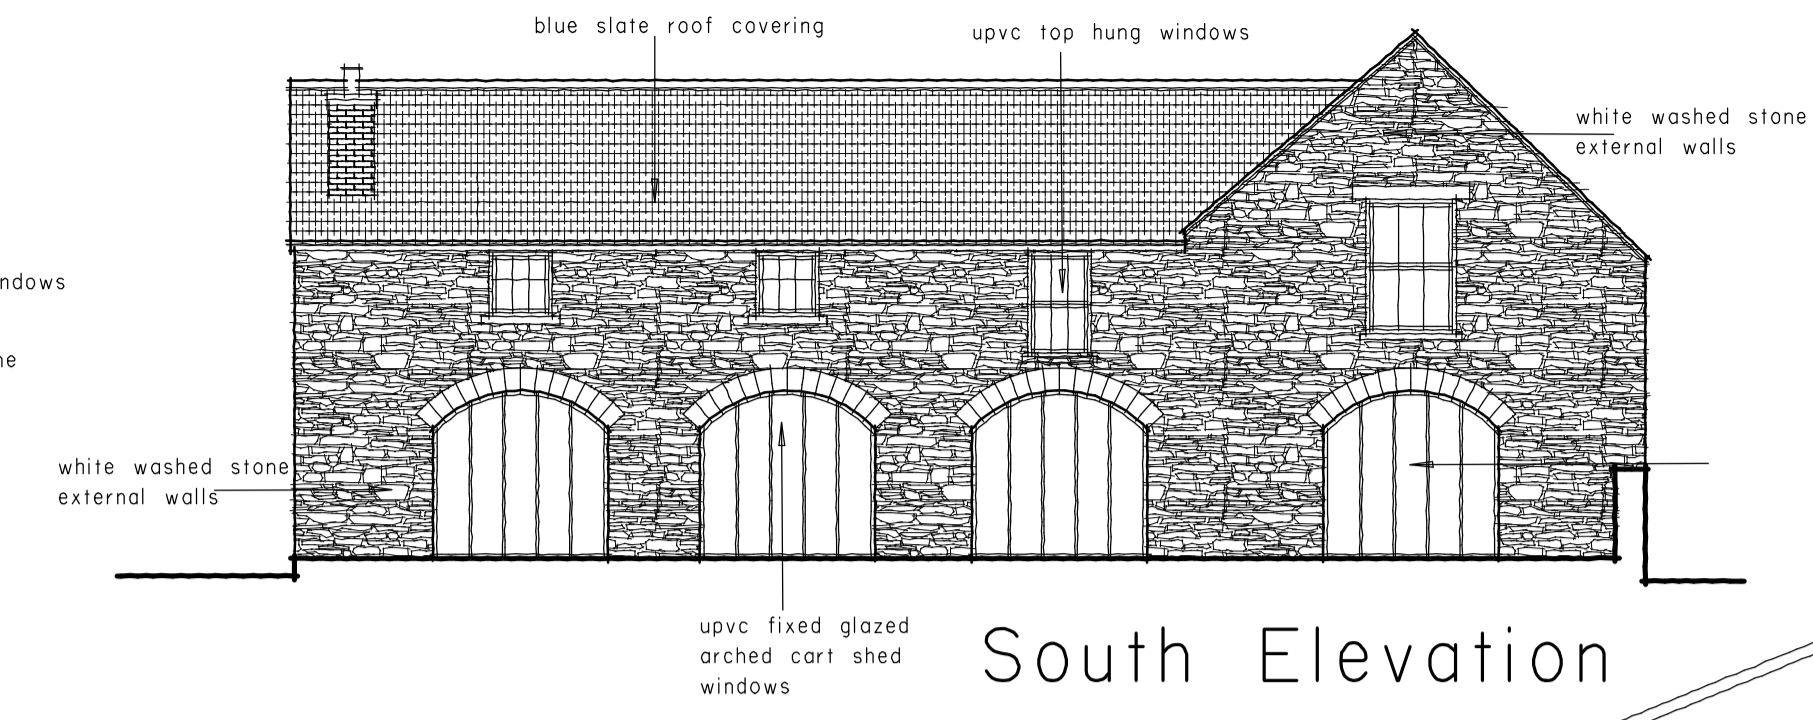 blue slate roof covering
upvc top hung windows
white washed stone
external walls
ndows
ne
white washed stone
external walls
upvc fixed glazed
arched cart shed
windows
South Elevation